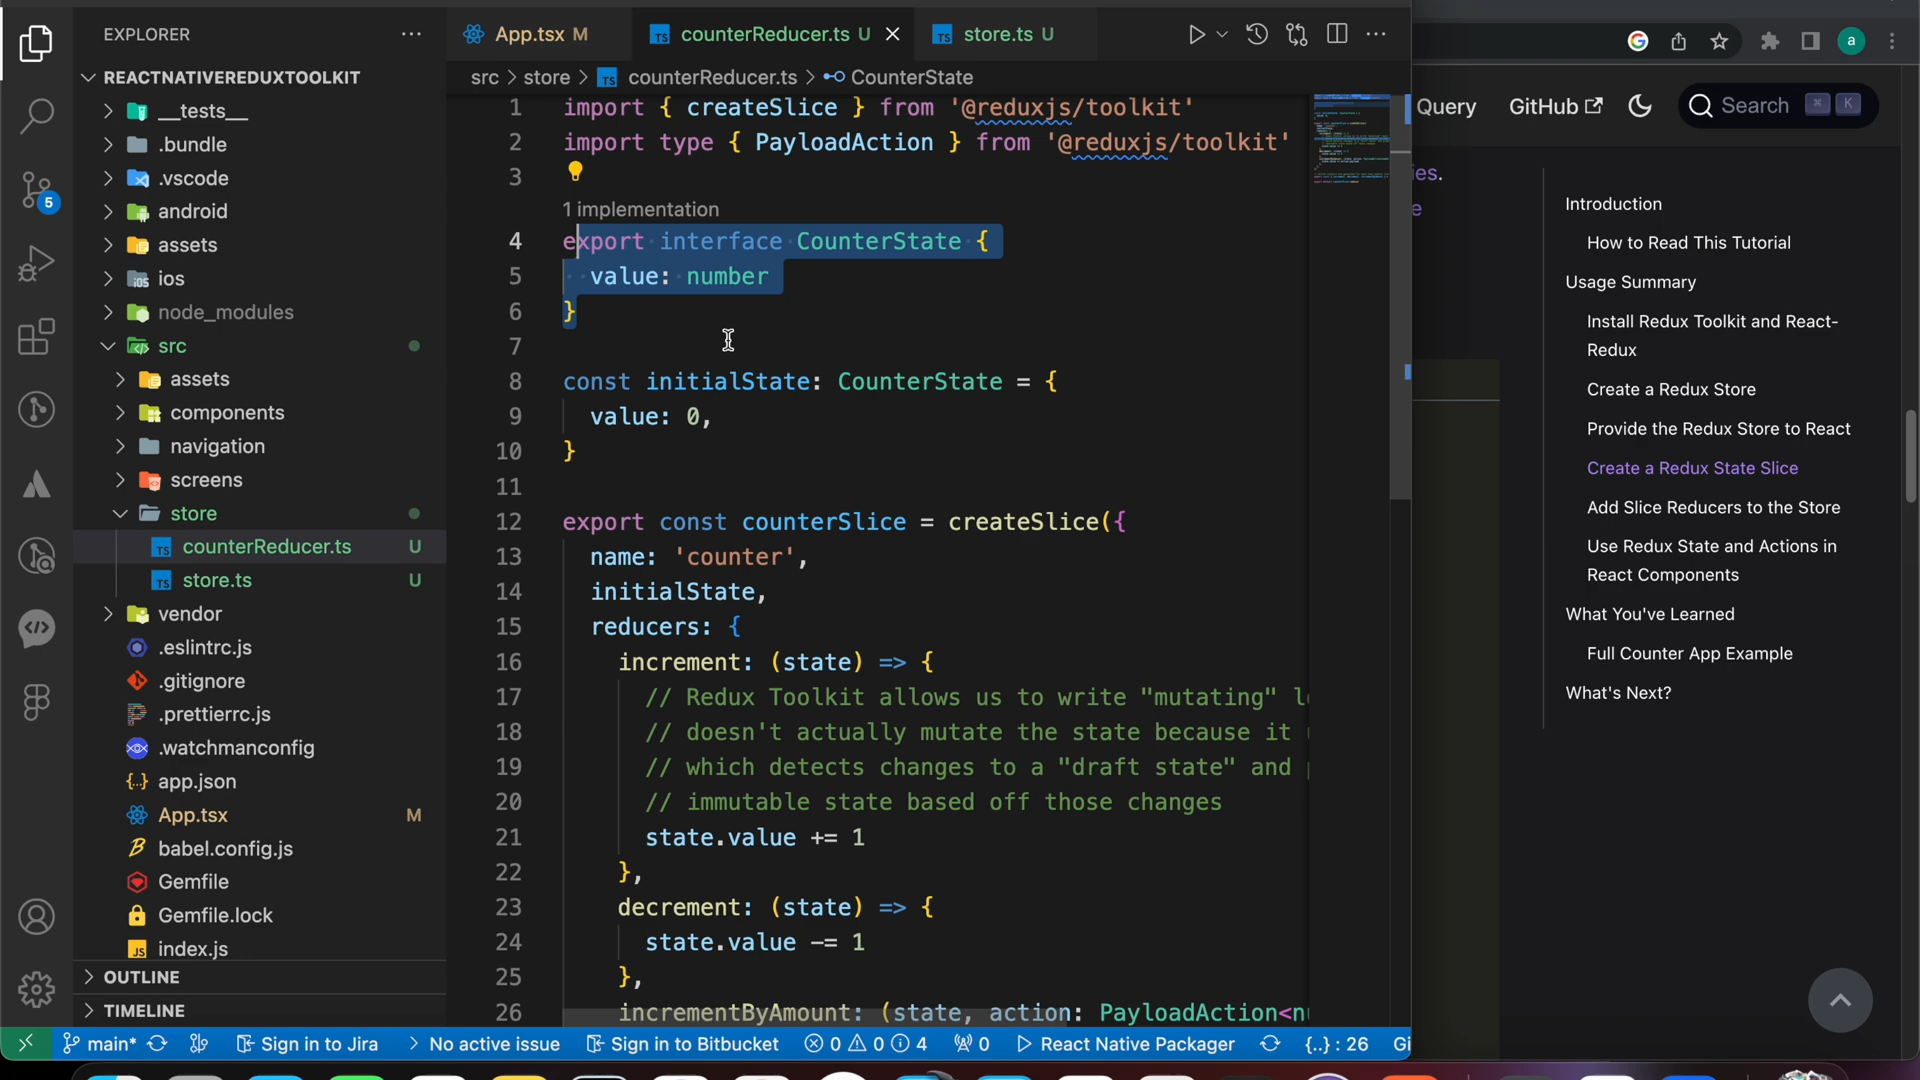 EXPLORER
REACTNATIVEREDUXTOOLKIT
__tests__
.bundle
.vscode
android
assets
ios
node_modules
src
assets
components
navigation
screens
store
counterReducer.ts U
store.ts U
vendor
.eslintrc.js
.gitignore
.prettierrc.js
.watchmanconfig
app.json
App.tsx M
babel.config.js
Gemfile
Gemfile.lock
index.js
OUTLINE
TIMELINE
5
App.tsx M
counterReducer.ts U
store.ts U
src > store > TS counterReducer.ts > CounterState
1 import { createSlice } from '@reduxjs/toolkit'
2 import type { PayloadAction } from '@reduxjs/toolkit'
3
1 implementation
4 export interface CounterState {
5 value: number
6 }
7
8 const initialState: CounterState = {
9 value: 0,
10 }
11
12 export const counterSlice = createSlice({
13 name: 'counter',
14 initialState,
15 reducers: {
16 increment: (state) => {
17 // Redux Toolkit allows us to write "mutating" l
18 // doesn't actually mutate the state because it
19 // which detects changes to a "draft state" and
20 // immutable state based off those changes
21 state.value += 1
22 },
23 decrement: (state) => {
24 state.value -= 1
25 },
26 incrementByAmount: (state, action: PayloadAction<nu
main* Sign in to Jira No active issue Sign in to Bitbucket 0 0 4 0 React Native Packager {..} : 26 Gi
a
Query GitHub Search K
ies.
e
Introduction
How to Read This Tutorial
Usage Summary
Install Redux Toolkit and React-
Redux
Create a Redux Store
Provide the Redux Store to React
Create a Redux State Slice
Add Slice Reducers to the Store
Use Redux State and Actions in
React Components
What You've Learned
Full Counter App Example
What's Next?